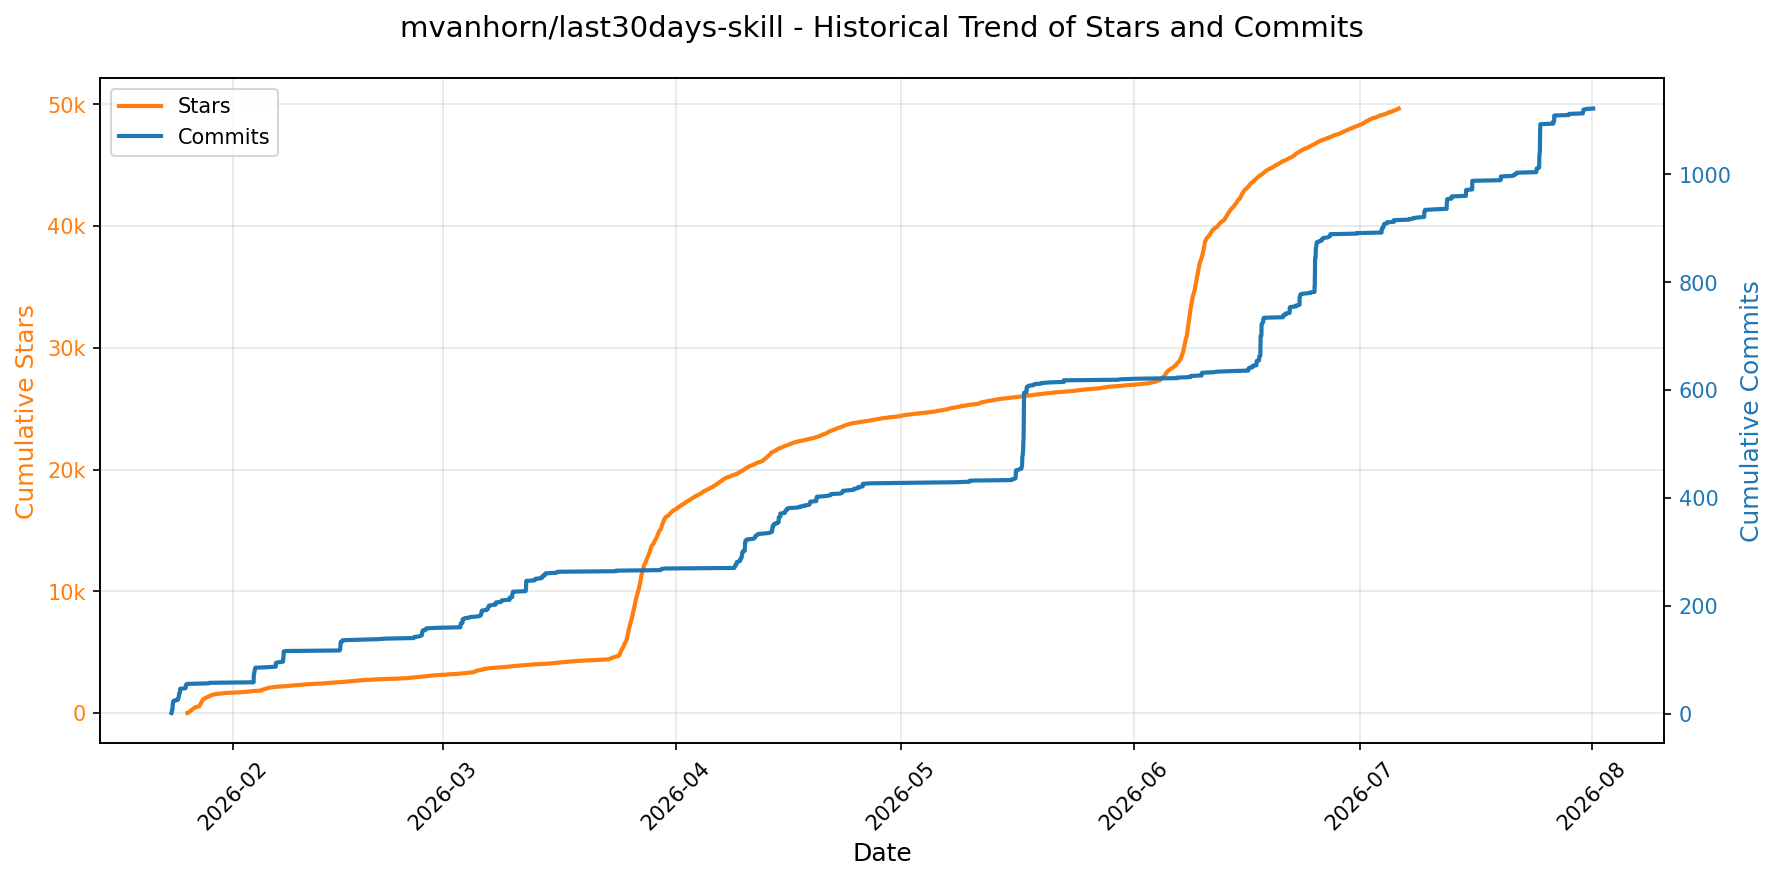 mvanhorn/last30days-skill - Historical Trend of Stars and Commits
Stars
Commits
50k
40k
30k
20k
10k
0
Cumulative Stars
1000
800
600
400
200
0
Cumulative Commits
2026-02
2026-03
2026-04
2026-05
2026-06
2026-07
2026-08
Date